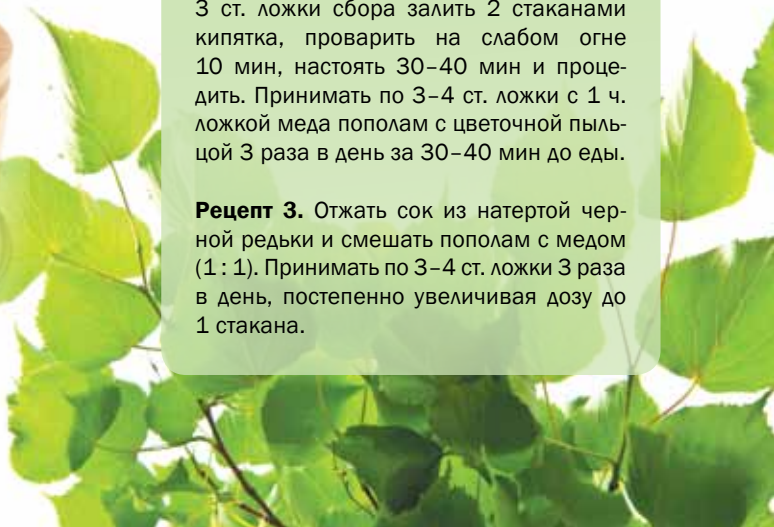 3 ст. ложки сбора залить 2 стаканами
кипятка, проварить на слабом огне
10 мин, настоять 30–40 мин и проце-
дить. Принимать по 3–4 ст. ложки с 1 ч.
ложкой меда пополам с цветочной пыль-
цой 3 раза в день за 30–40 мин до еды.
Рецепт 3. Отжать сок из натертой чер-
ной редьки и смешать пополам с медом
(1 : 1). Принимать по 3–4 ст. ложки 3 раза
в день, постепенно увеличивая дозу до
1 стакана.